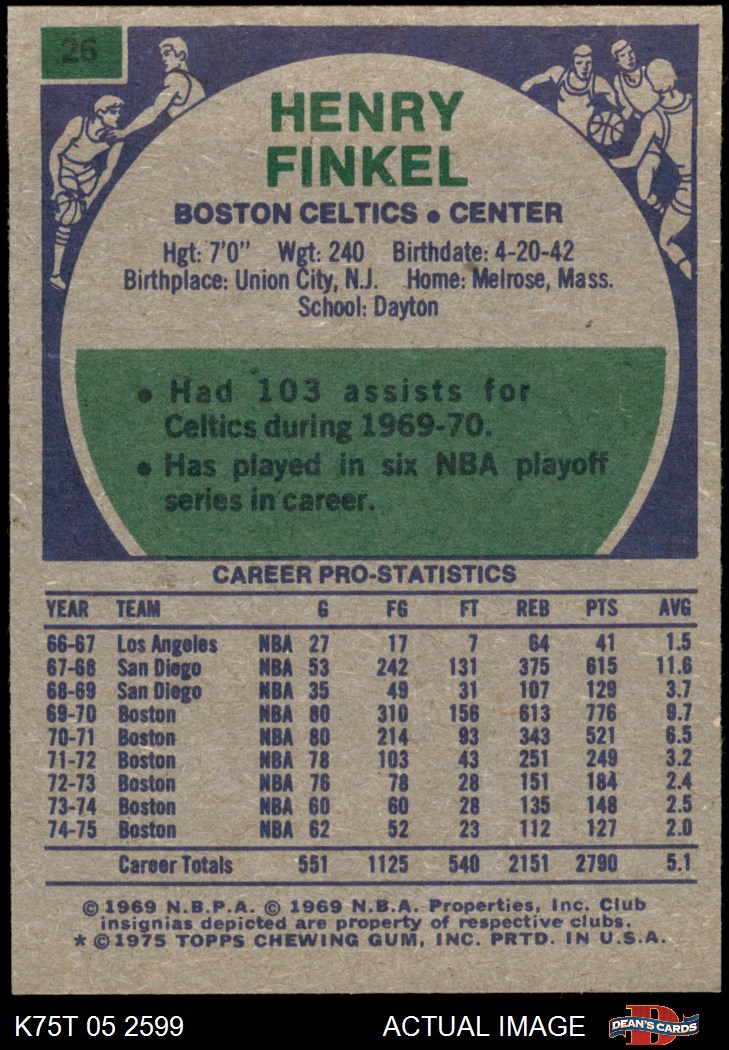 26
HENRY
FINKEL
BOSTON CELTICS • CENTER
Hgt: 7'0" Wgt: 240 Birthdate: 4-20-42
Birthplace: Union City, N.J. Home: Melrose, Mass.
School: Dayton
• Had 103 assists for
Celtics during 1969-70.
• Has played in six NBA playoff
series in career.
CAREER PRO-STATISTICS
YEAR TEAM G FG FT REB PTS AVG
66-67 Los Angeles NBA 27 17 7 64 41 1.5
67-68 San Diego NBA 53 242 131 375 615 11.6
68-69 San Diego NBA 35 49 31 107 129 3.7
69-70 Boston NBA 80 310 156 613 776 9.7
70-71 Boston NBA 80 214 93 343 521 6.5
71-72 Boston NBA 78 103 43 251 249 3.2
72-73 Boston NBA 76 78 28 151 184 2.4
73-74 Boston NBA 60 60 28 135 148 2.5
74-75 Boston NBA 62 52 23 112 127 2.0
Career Totals 551 1125 540 2151 2790 5.1
© 1969 N.B.P.A. © 1969 N.B.A. Properties, Inc. Club
insignias depicted are property of respective clubs.
* © 1975 TOPPS CHEWING GUM, INC. PRTD. IN U.S.A.
K75T 05 2599 ACTUAL IMAGE D DEAN'S CARDS